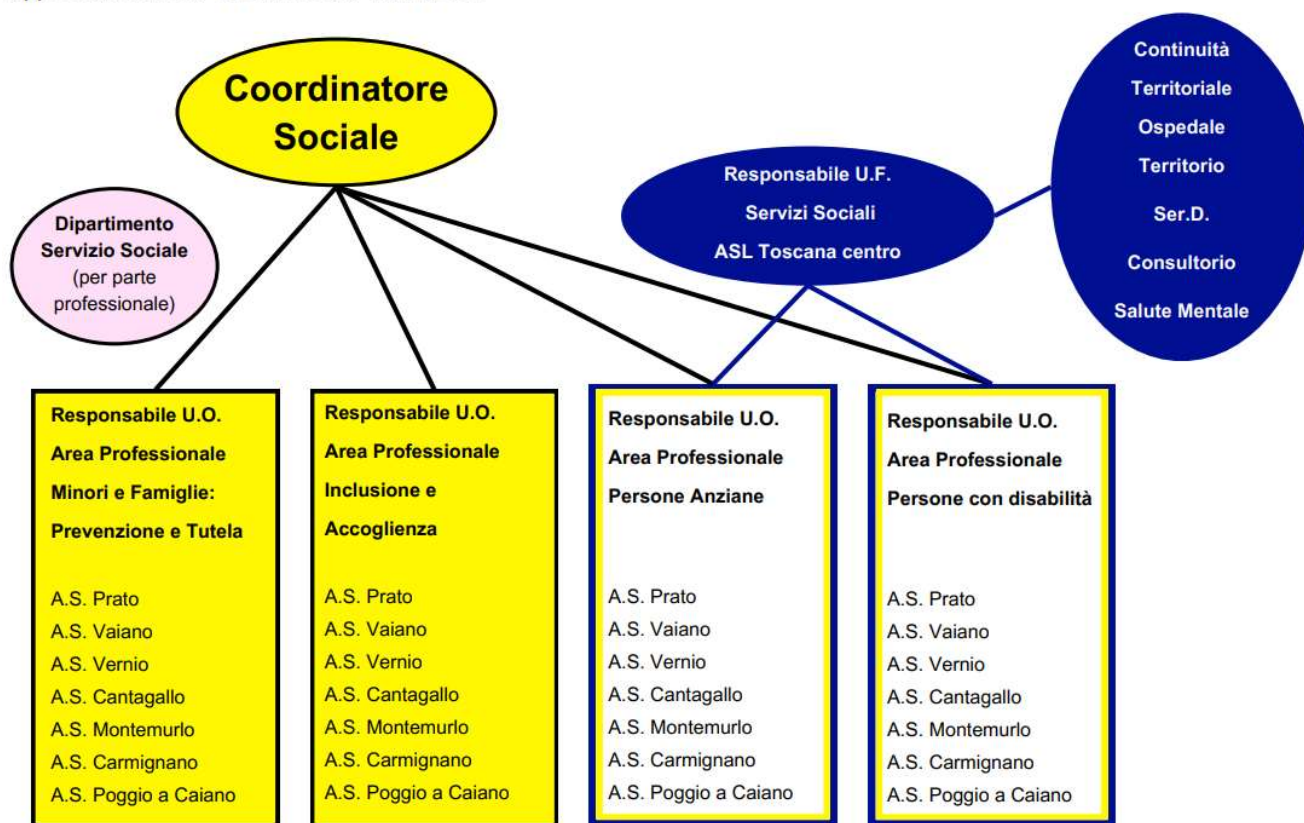 Coordinatore
Sociale
Continuità
Territoriale
Ospedale
Territorio
Ser.D.
Consultorio
Salute Mentale
Responsabile U.F.
Servizi Sociali
ASL Toscana centro
Dipartimento
Servizio Sociale
(per parte
professionale)
Responsabile U.O.
Area Professionale
Minori e Famiglie:
Prevenzione e Tutela
A.S. Prato
A.S. Vaiano
A.S. Vernio
A.S. Cantagallo
A.S. Montemurlo
A.S. Carmignano
A.S. Poggio a Caiano
Responsabile U.O.
Area Professionale
Inclusione e
Accoglienza
A.S. Prato
A.S. Vaiano
A.S. Vernio
A.S. Cantagallo
A.S. Montemurlo
A.S. Carmignano
A.S. Poggio a Caiano
Responsabile U.O.
Area Professionale
Persone Anziane
A.S. Prato
A.S. Vaiano
A.S. Vernio
A.S. Cantagallo
A.S. Montemurlo
A.S. Carmignano
A.S. Poggio a Caiano
Responsabile U.O.
Area Professionale
Persone con disabilità
A.S. Prato
A.S. Vaiano
A.S. Vernio
A.S. Cantagallo
A.S. Montemurlo
A.S. Carmignano
A.S. Poggio a Caiano